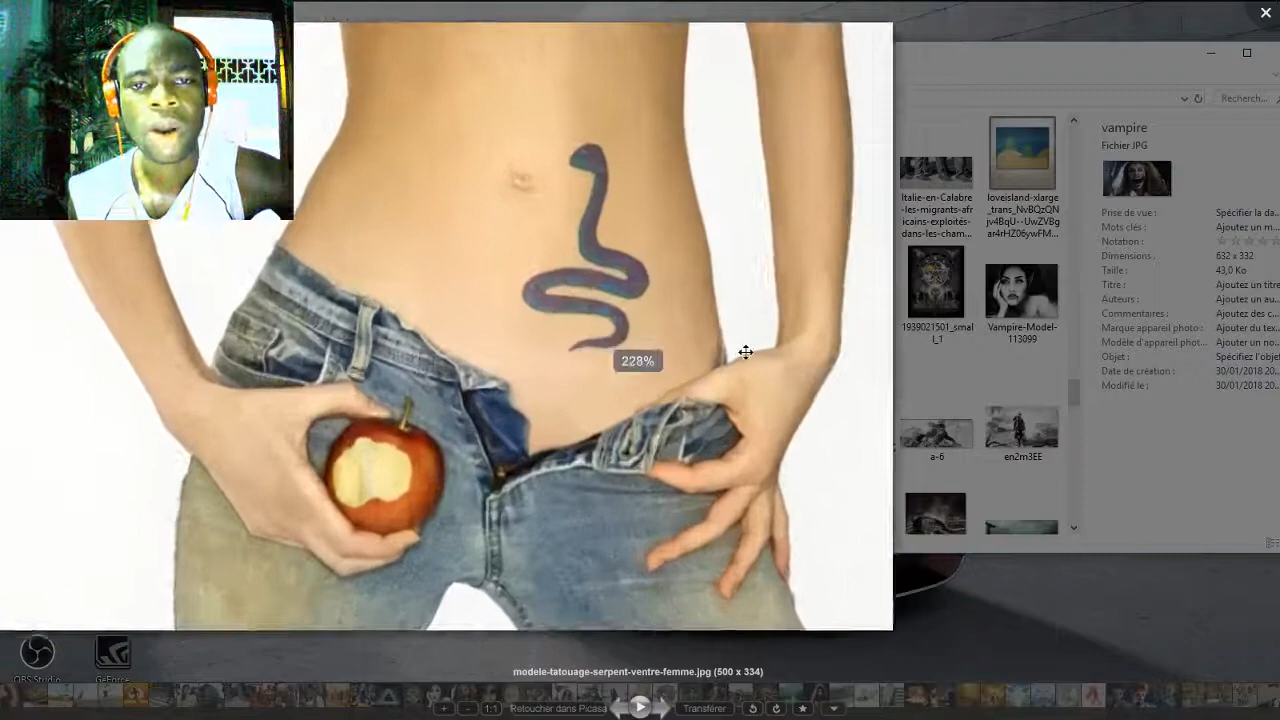 Recherch...
vampire
Fichier JPG
Italie-en-Calabre
-les-migrants-afr
icains-exploités-
dans-les-cham...
loveisland-xlarge
_trans_NvBQzQN
jv4BqU--UwZVBg
ar4rHZ06ywFM...
Prise de vue : Spécifier la da
Mots clés : Ajoutez un m
Notation :
Dimensions : 632 x 332
Taille : 43,0 Ko
Titre : Ajoutez un titre
Auteurs : Ajoutez un au
Commentaires : Ajoutez des co
Marque appareil photo : Ajouter du tex
Modèle d'appareil phot... Ajoutez un no
Objet : Spécifiez l'obje
Date de création : 30/01/2018 20...
Modifié le : 30/01/2018 20...
1939021501_smal
l_1
Vampire-Model-
113099
228%
a-6
en2m3EE
OBS Studio
GeForce
modele-tatouage-serpent-ventre-femme.jpg (500 x 334)
1:1
Retoucher dans Picasa
Transférer